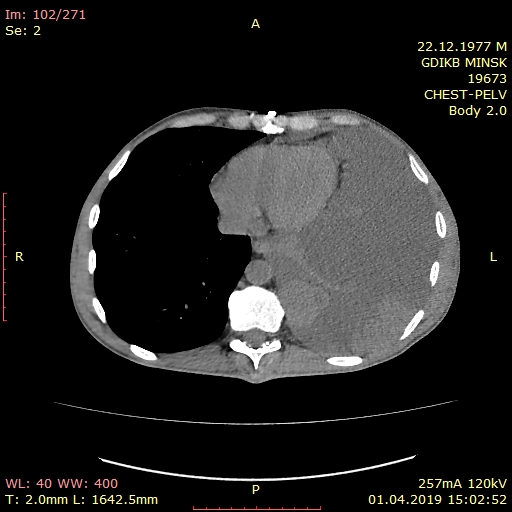 Im: 102/271
Se: 2
A
22.12.1977 M
GDIKB MINSK
19673
CHEST-PELV
Body 2.0
R
L
WL: 40 WW: 400
T: 2.0mm L: 1642.5mm
P
257mA 120kV
01.04.2019 15:02:52